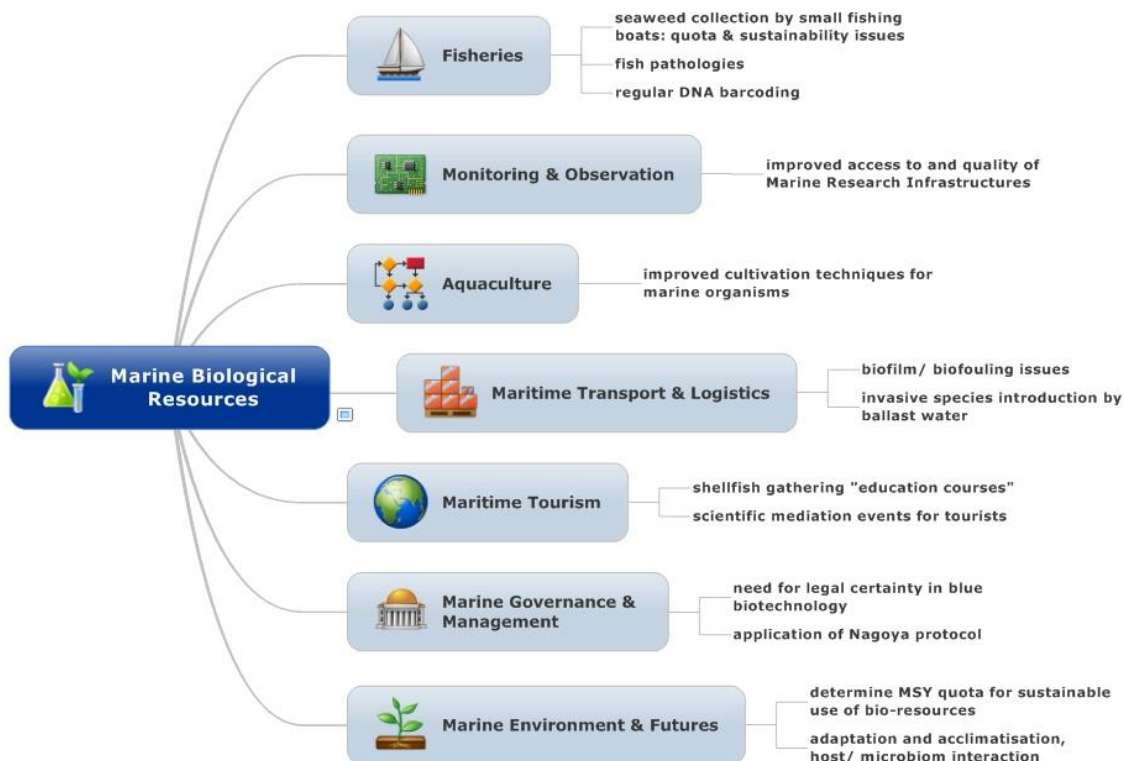 seaweed collection by small fishing
boats: quota & sustainability issues
Fisheries
fish pathologies
regular DNA barcoding
Monitoring & Observation
improved access to and quality of
Marine Research Infrastructures
Aquaculture
improved cultivation techniques for
marine organisms
Marine Biological
Resources
Maritime Transport & Logistics
biofilm/ biofouling issues
invasive species introduction by
ballast water
Maritime Tourism
shellfish gathering "education courses"
scientific mediation events for tourists
Marine Governance &
Management
need for legal certainty in blue
biotechnology
application of Nagoya protocol
Marine Environment & Futures
determine MSY quota for sustainable
use of bio-resources
adaptation and acclimatisation,
host/ microbiom interaction